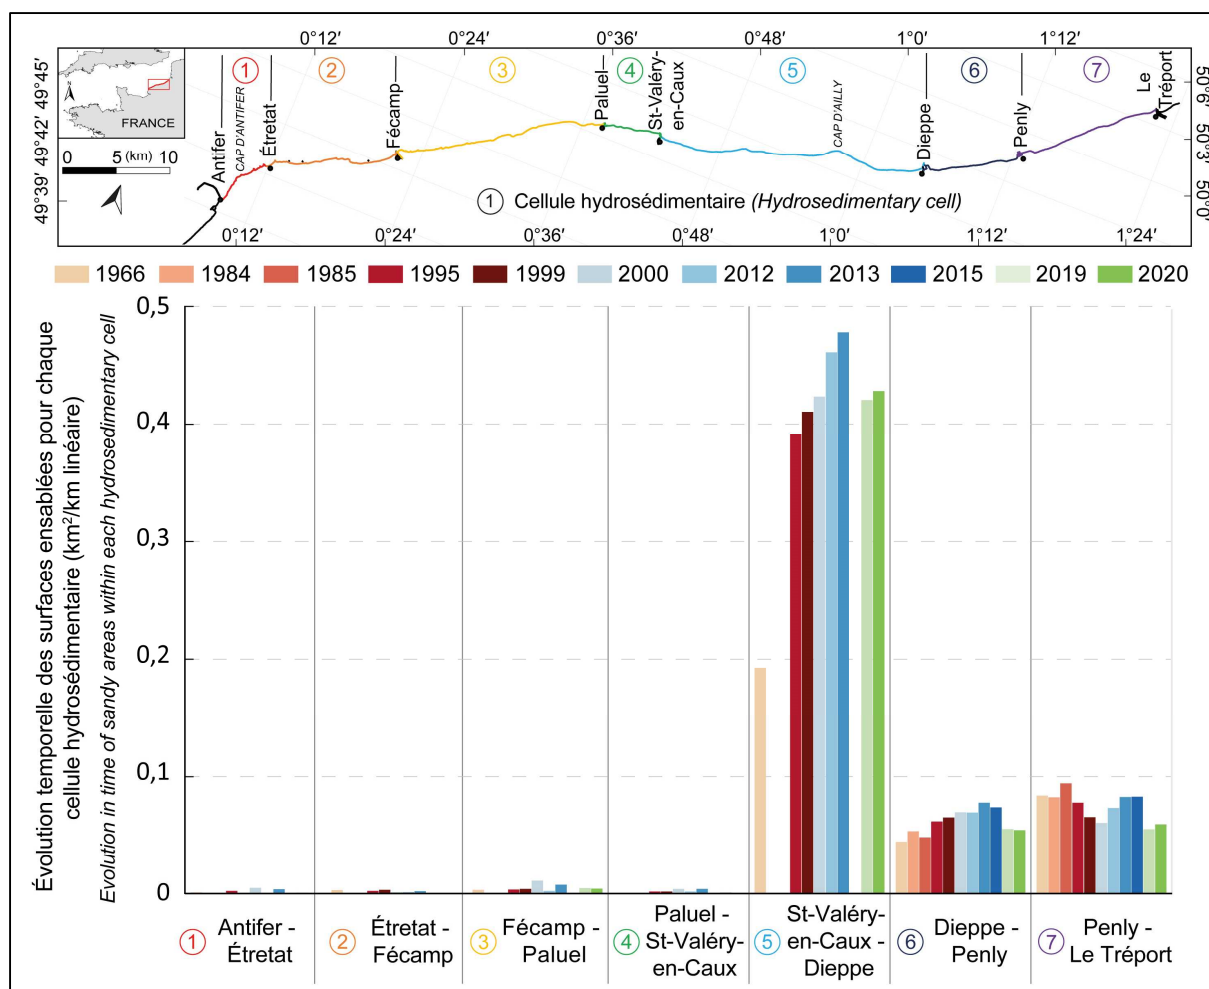 0°12' 0°24' 0°36' 0°48' 1°0' 1°12'
49°45'
49°42'
49°39'
50°6'
50°3'
50°0'
N
FRANCE
0 5 (km) 10
1 2 3 4 5 6 7
Antifer
CAP D'ANTIFER
Étretat
Fécamp
Paluel
St-Valéry-
en-Caux
CAP D'AILLY
Dieppe
Penly
Le
Tréport
1 Cellule hydrosédimentaire (Hydrosedimentary cell)
0°12' 0°24' 0°36' 0°48' 1°0' 1°12' 1°24'
1966 1984 1985 1995 1999 2000 2012 2013 2015 2019 2020
Évolution temporelle des surfaces ensablées pour chaque
cellule hydrosédimentaire (km²/km linéaire)
Evolution in time of sandy areas within each hydrosedimentary cell
0,5
0,4
0,3
0,2
0,1
0
1 Antifer -
Étretat
2 Étretat -
Fécamp
3 Fécamp -
Paluel
4 Paluel -
St-Valéry-
en-Caux
5 St-Valéry-
en-Caux -
Dieppe
6 Dieppe -
Penly
7 Penly -
Le Tréport